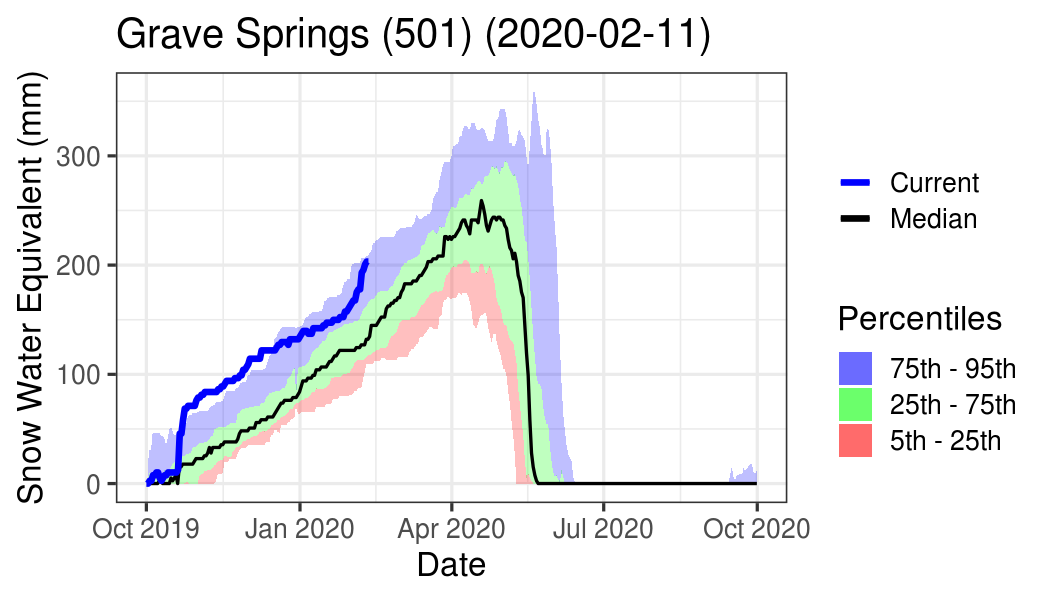 Grave Springs (501) (2020-02-11)
Snow Water Equivalent (mm)
300
200
100
0
Oct 2019
Jan 2020
Apr 2020
Jul 2020
Oct 2020
Date
Current
Median
Percentiles
75th - 95th
25th - 75th
5th - 25th